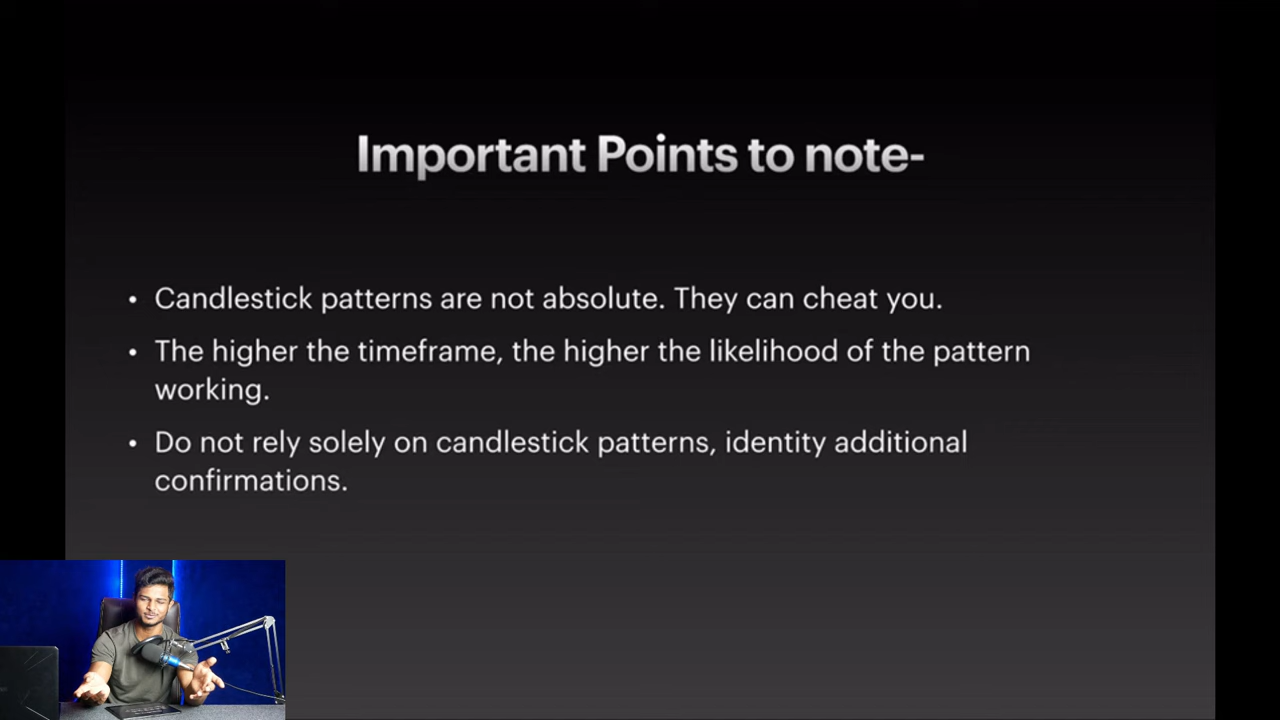 Important Points to note-
• Candlestick patterns are not absolute. They can cheat you.
• The higher the timeframe, the higher the likelihood of the pattern
working.
• Do not rely solely on candlestick patterns, identity additional
confirmations.